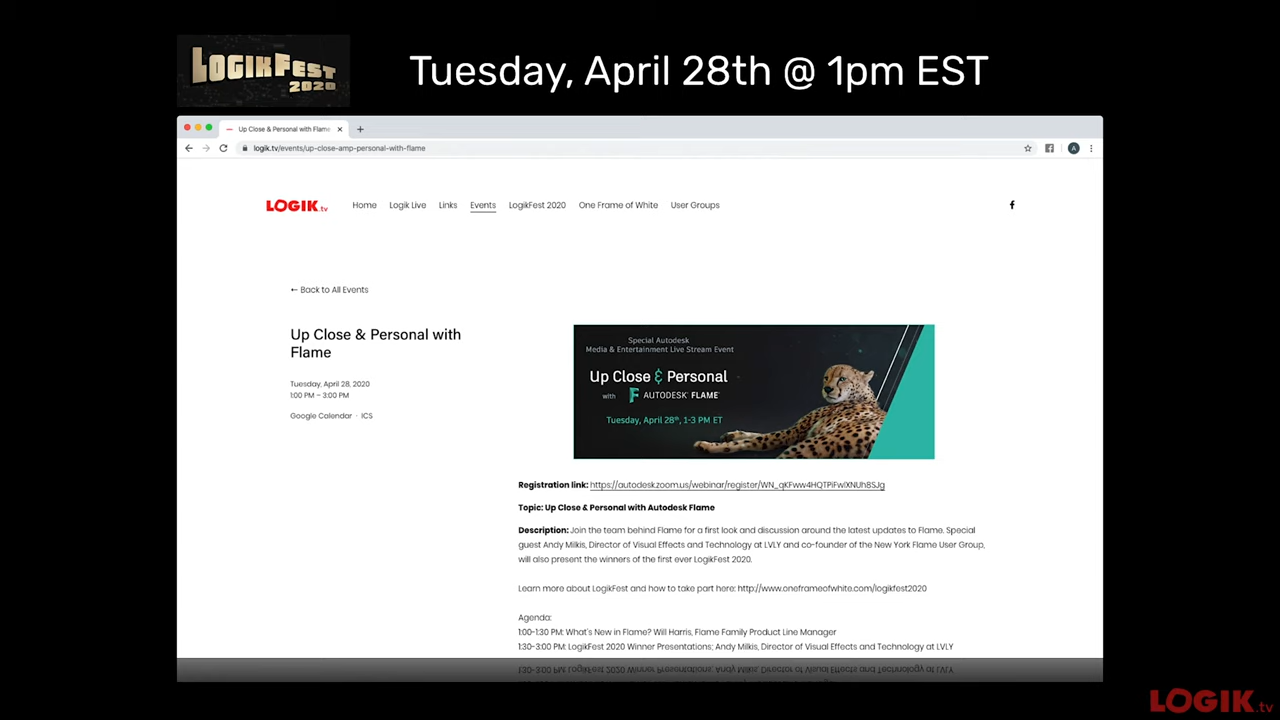 LOGIKFEST
2020
Tuesday, April 28th @ 1pm EST
Up Close & Personal with Flame
logik.tv/events/up-close-amp-personal-with-flame
A
LOGIK.tv
Home Logik Live Links Events LogikFest 2020 One Frame of White User Groups
← Back to All Events
Up Close & Personal with
Flame
Tuesday, April 28, 2020
1:00 PM – 3:00 PM
Google Calendar · ICS
Special Autodesk
Media & Entertainment Live Stream Event
Up Close & Personal
with AUTODESK® FLAME®
Tuesday, April 28th, 1-3 PM ET
Registration link: https://autodesk.zoom.us/webinar/register/WN_qKFww4HQTPiFwlXNUh8SJg
Topic: Up Close & Personal with Autodesk Flame
Description: Join the team behind Flame for a first look and discussion around the latest updates to Flame. Special
guest Andy Milkis, Director of Visual Effects and Technology at LVLY and co-founder of the New York Flame User Group,
will also present the winners of the first ever LogikFest 2020.
Learn more about LogikFest and how to take part here: http://www.oneframeofwhite.com/logikfest2020
Agenda:
1:00-1:30 PM: What's New in Flame? Will Harris, Flame Family Product Line Manager
1:30-3:00 PM: LogikFest 2020 Winner Presentations; Andy Milkis, Director of Visual Effects and Technology at LVLY
LOGIK.tv